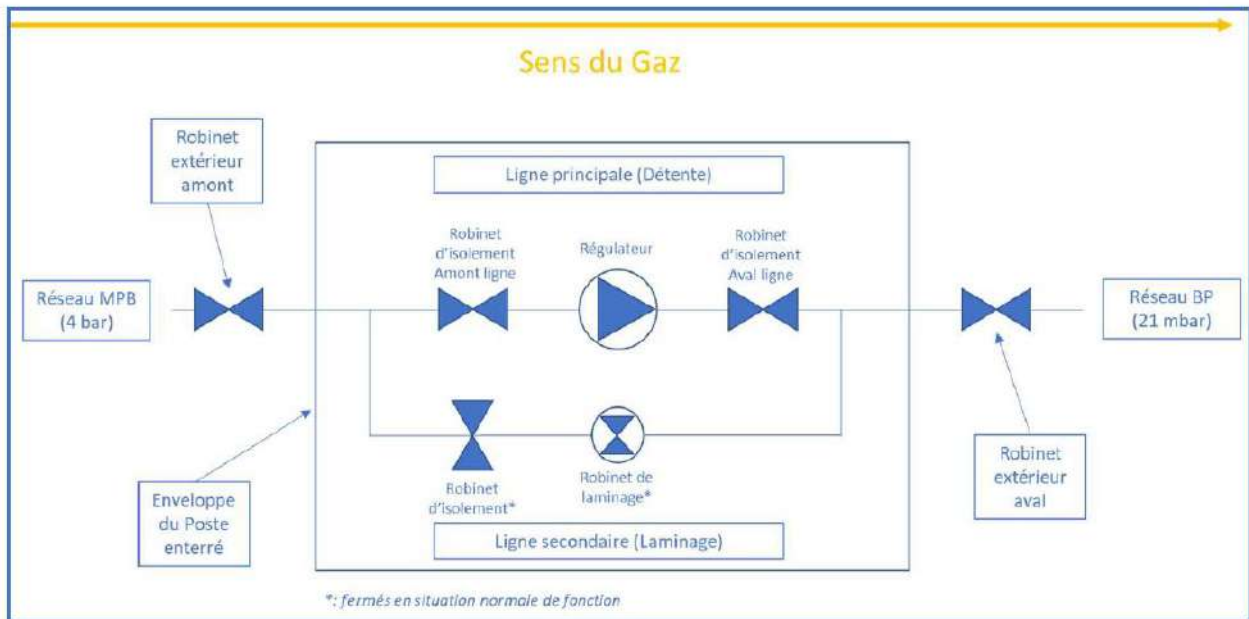 Sens du Gaz
Robinet
extérieur
amont
Ligne principale (Détente)
Robinet
d'isolement
Amont ligne
Régulateur
Robinet
d'isolement
Aval ligne
Réseau MPB
(4 bar)
Réseau BP
(21 mbar)
Robinet
d'isolement*
Robinet de
laminage*
Robinet
extérieur
aval
Enveloppe
du Poste
enterré
Ligne secondaire (Laminage)
*: fermés en situation normale de fonction